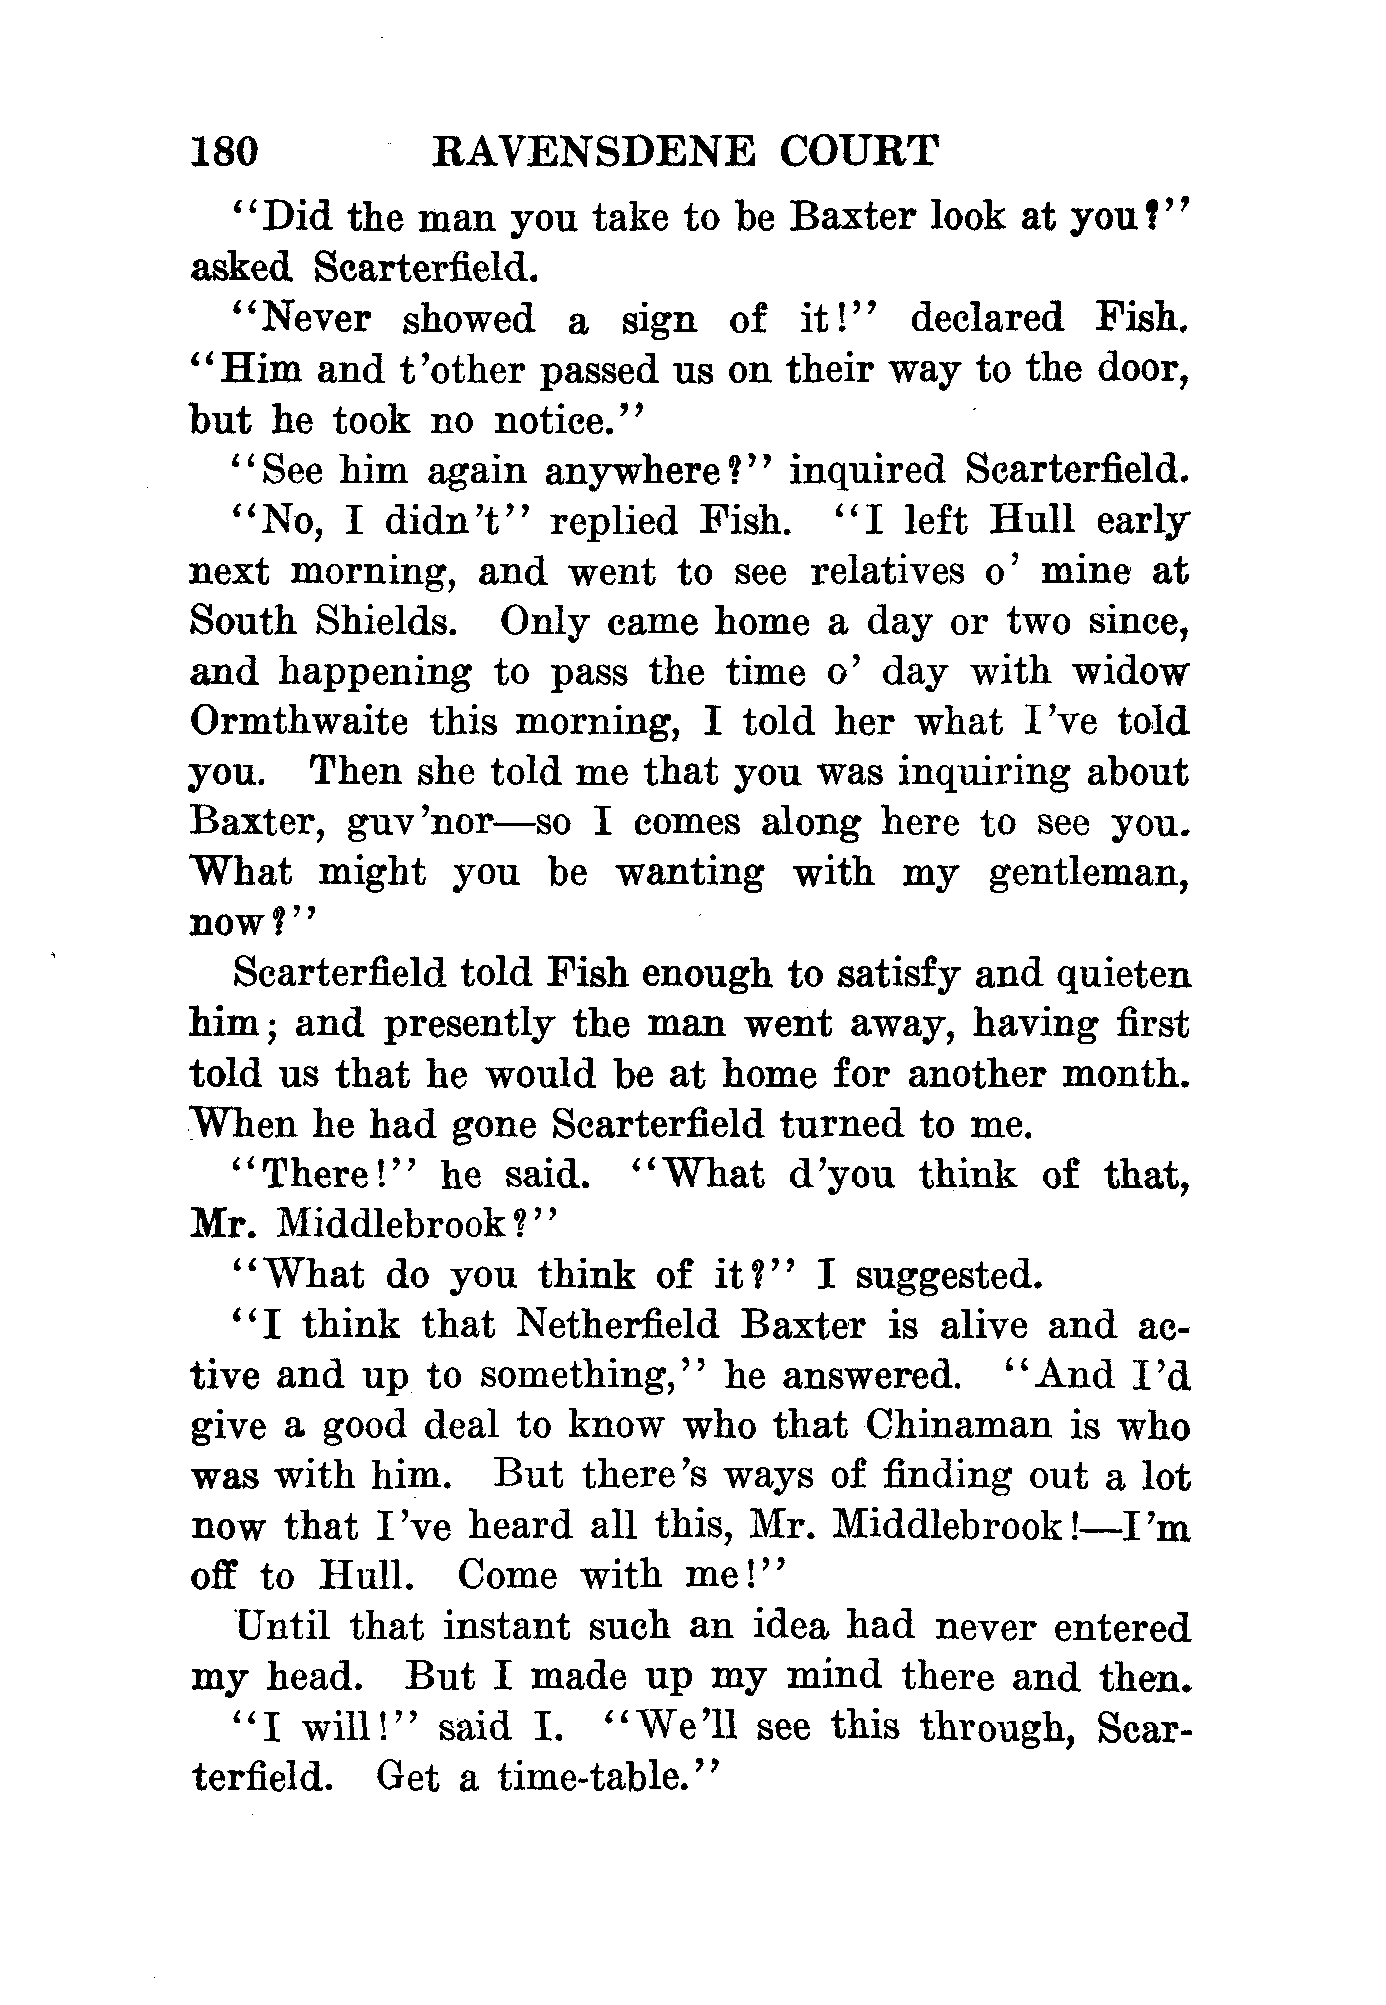 180 RAVENSDENE COURT
"Did the man you take to be Baxter look at you?"
asked Scarterfield.
"Never showed a sign of it!" declared Fish.
"Him and t'other passed us on their way to the door,
but he took no notice."
"See him again anywhere?" inquired Scarterfield.
"No, I didn't" replied Fish. "I left Hull early
next morning, and went to see relatives o' mine at
South Shields. Only came home a day or two since,
and happening to pass the time o' day with widow
Ormthwaite this morning, I told her what I've told
you. Then she told me that you was inquiring about
Baxter, guv'nor—so I comes along here to see you.
What might you be wanting with my gentleman,
now?"
Scarterfield told Fish enough to satisfy and quieten
him; and presently the man went away, having first
told us that he would be at home for another month.
When he had gone Scarterfield turned to me.
"There!" he said. "What d'you think of that,
Mr. Middlebrook?"
"What do you think of it?" I suggested.
"I think that Netherfield Baxter is alive and ac-
tive and up to something," he answered. "And I'd
give a good deal to know who that Chinaman is who
was with him. But there's ways of finding out a lot
now that I've heard all this, Mr. Middlebrook!—I'm
off to Hull. Come with me!"
Until that instant such an idea had never entered
my head. But I made up my mind there and then.
"I will!" said I. "We'll see this through, Scar-
terfield. Get a time-table."